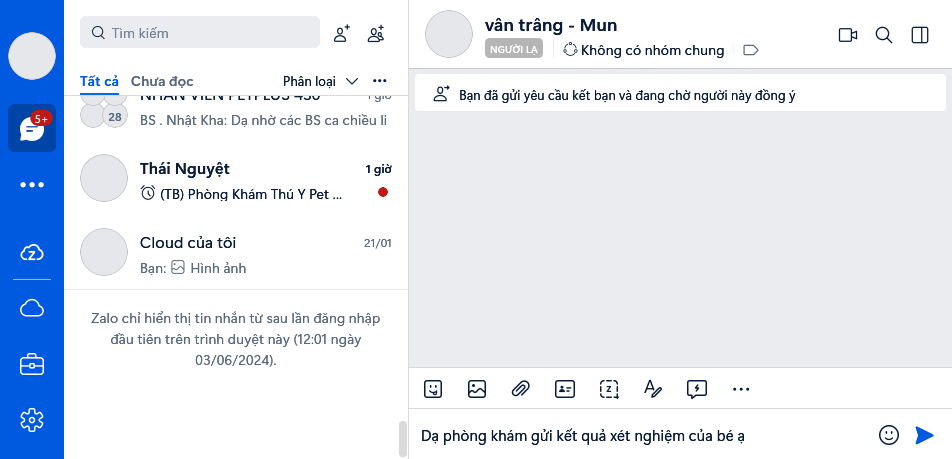 5+
Tìm kiếm
Tất cả Chưa đọc Phân loại
NHÂN VIÊN PETPLUS 430 1 giờ
28
BS . Nhật Kha: Dạ nhờ các BS ca chiều li
Thái Nguyệt 1 giờ
(TB) Phòng Khám Thú Y Pet ...
Cloud của tôi 21/01
Bạn: Hình ảnh
Zalo chỉ hiển thị tin nhắn từ sau lần đăng nhập
đầu tiên trên trình duyệt này (12:01 ngày
03/06/2024).
vân trâng - Mun
NGƯỜI LẠ Không có nhóm chung
Bạn đã gửi yêu cầu kết bạn và đang chờ người này đồng ý
Dạ phòng khám gửi kết quả xét nghiệm của bé ạ